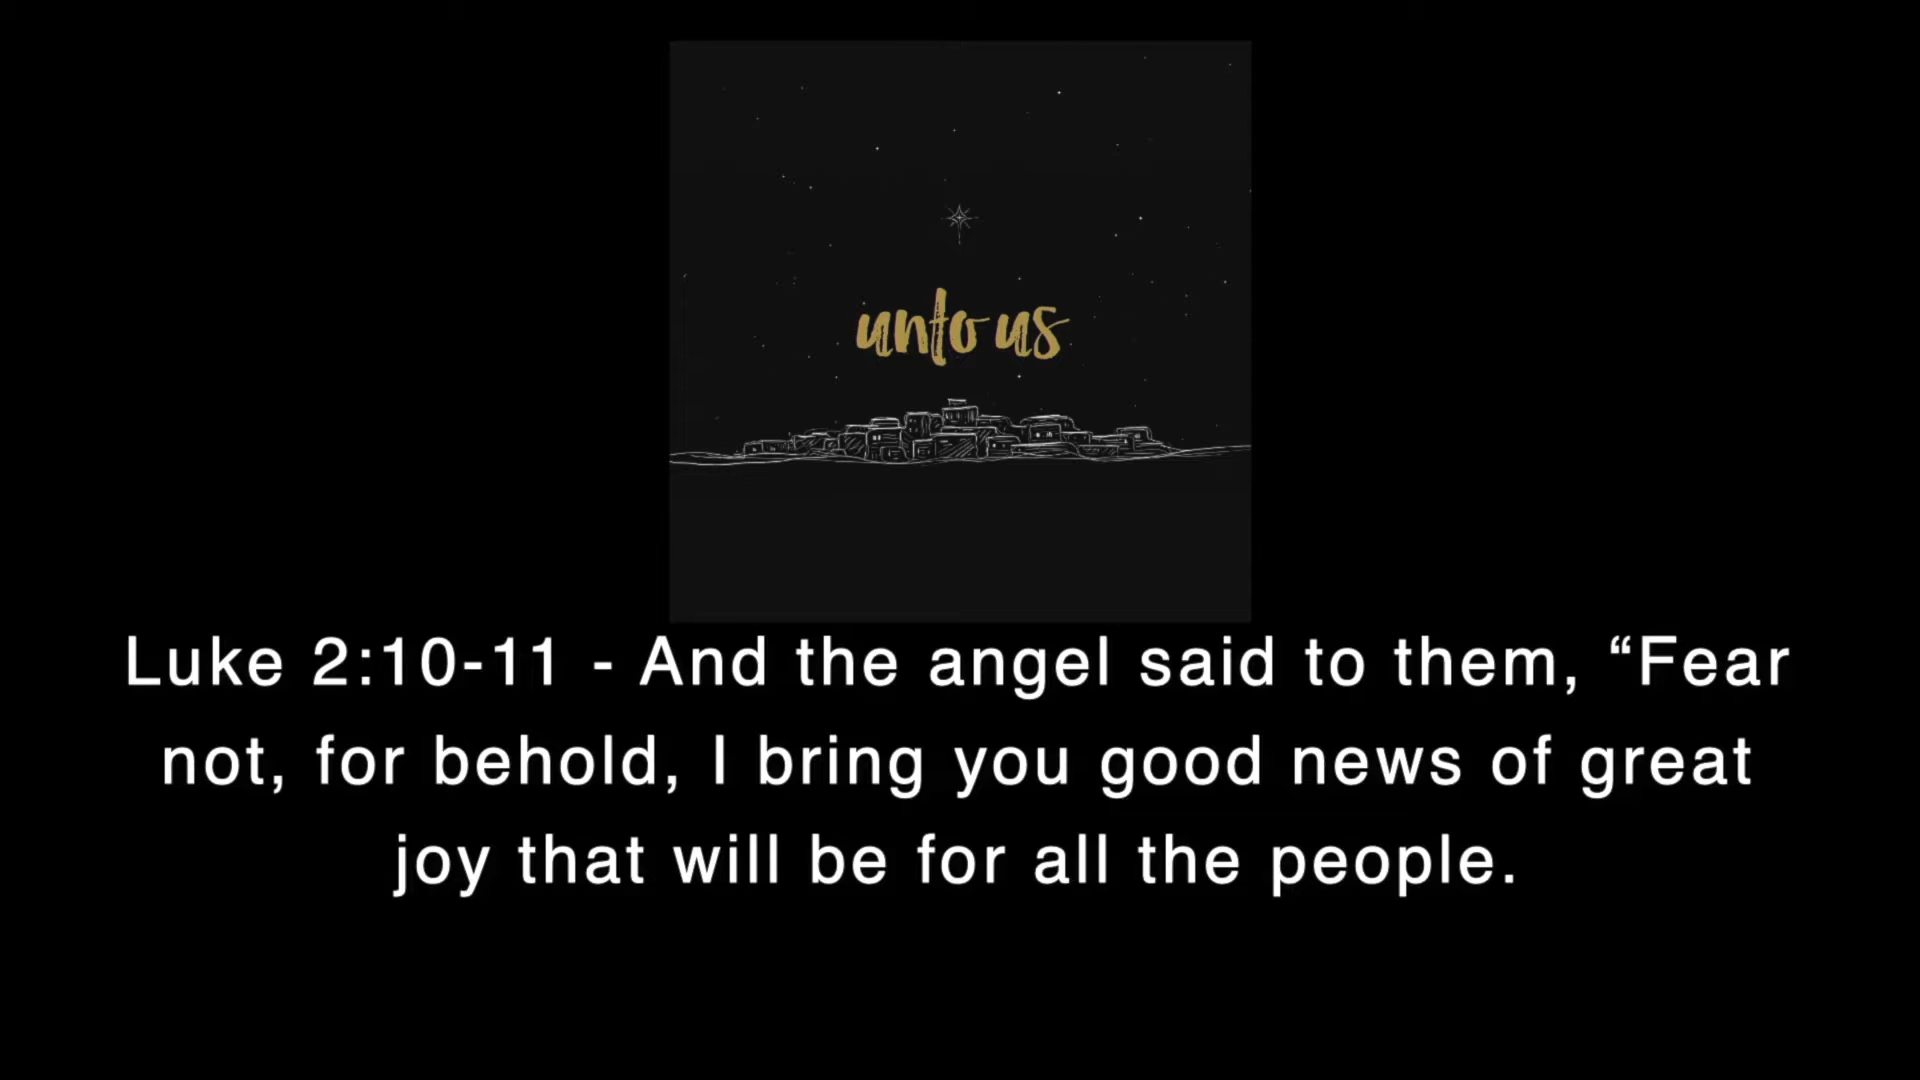 unto us
Luke 2:10-11 - And the angel said to them, “Fear
not, for behold, I bring you good news of great
joy that will be for all the people.